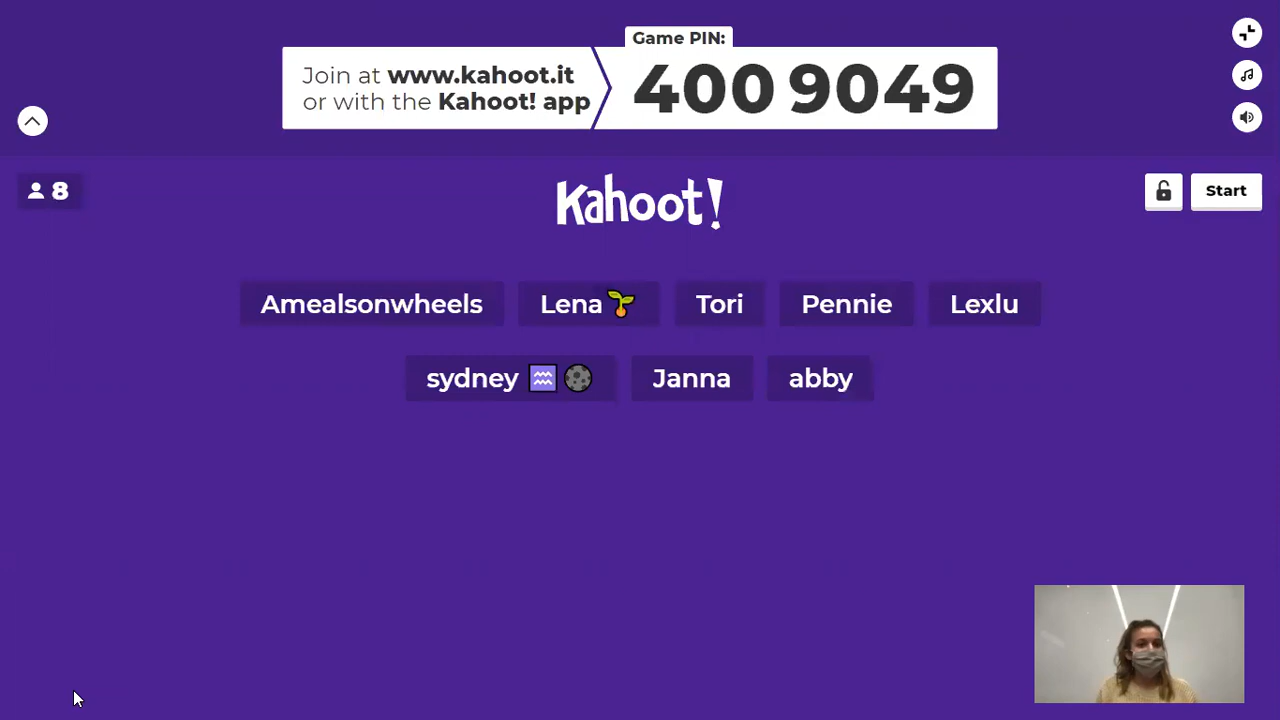 Game PIN:
Join at www.kahoot.it
or with the Kahoot! app
400 9049
8
Kahoot!
Start
Amealsonwheels Lena Tori Pennie Lexlu
sydney Janna abby